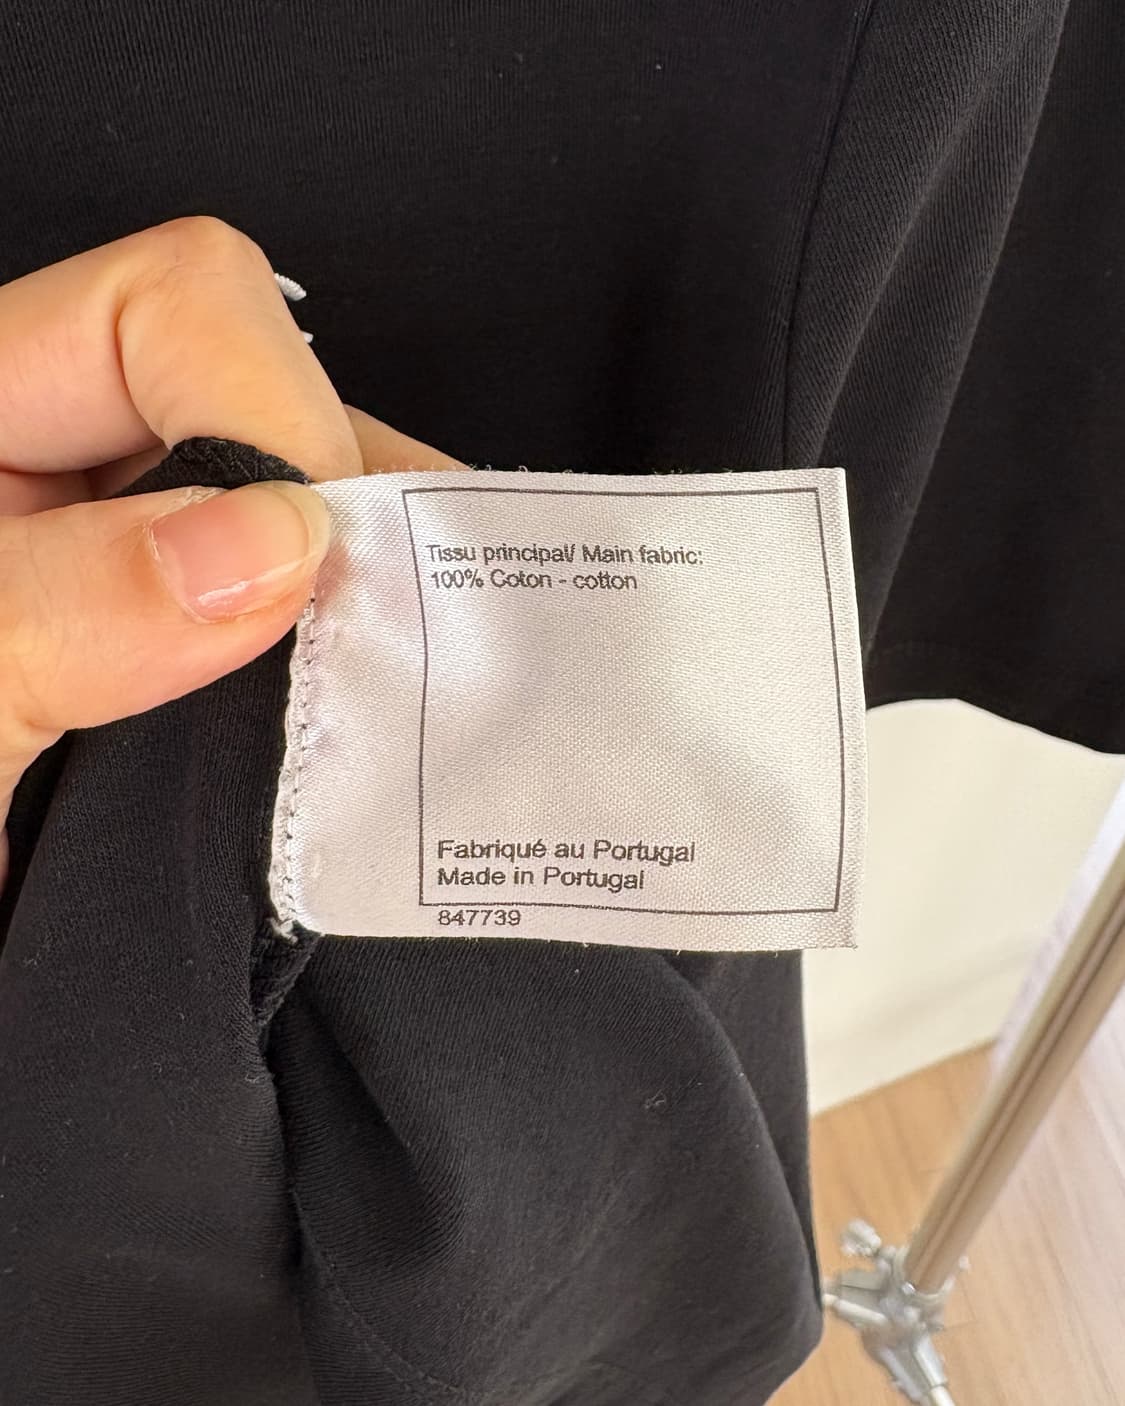 Tissu principal/ Main fabric:
100% Coton - cotton
Fabriqué au Portugal
Made in Portugal
847739